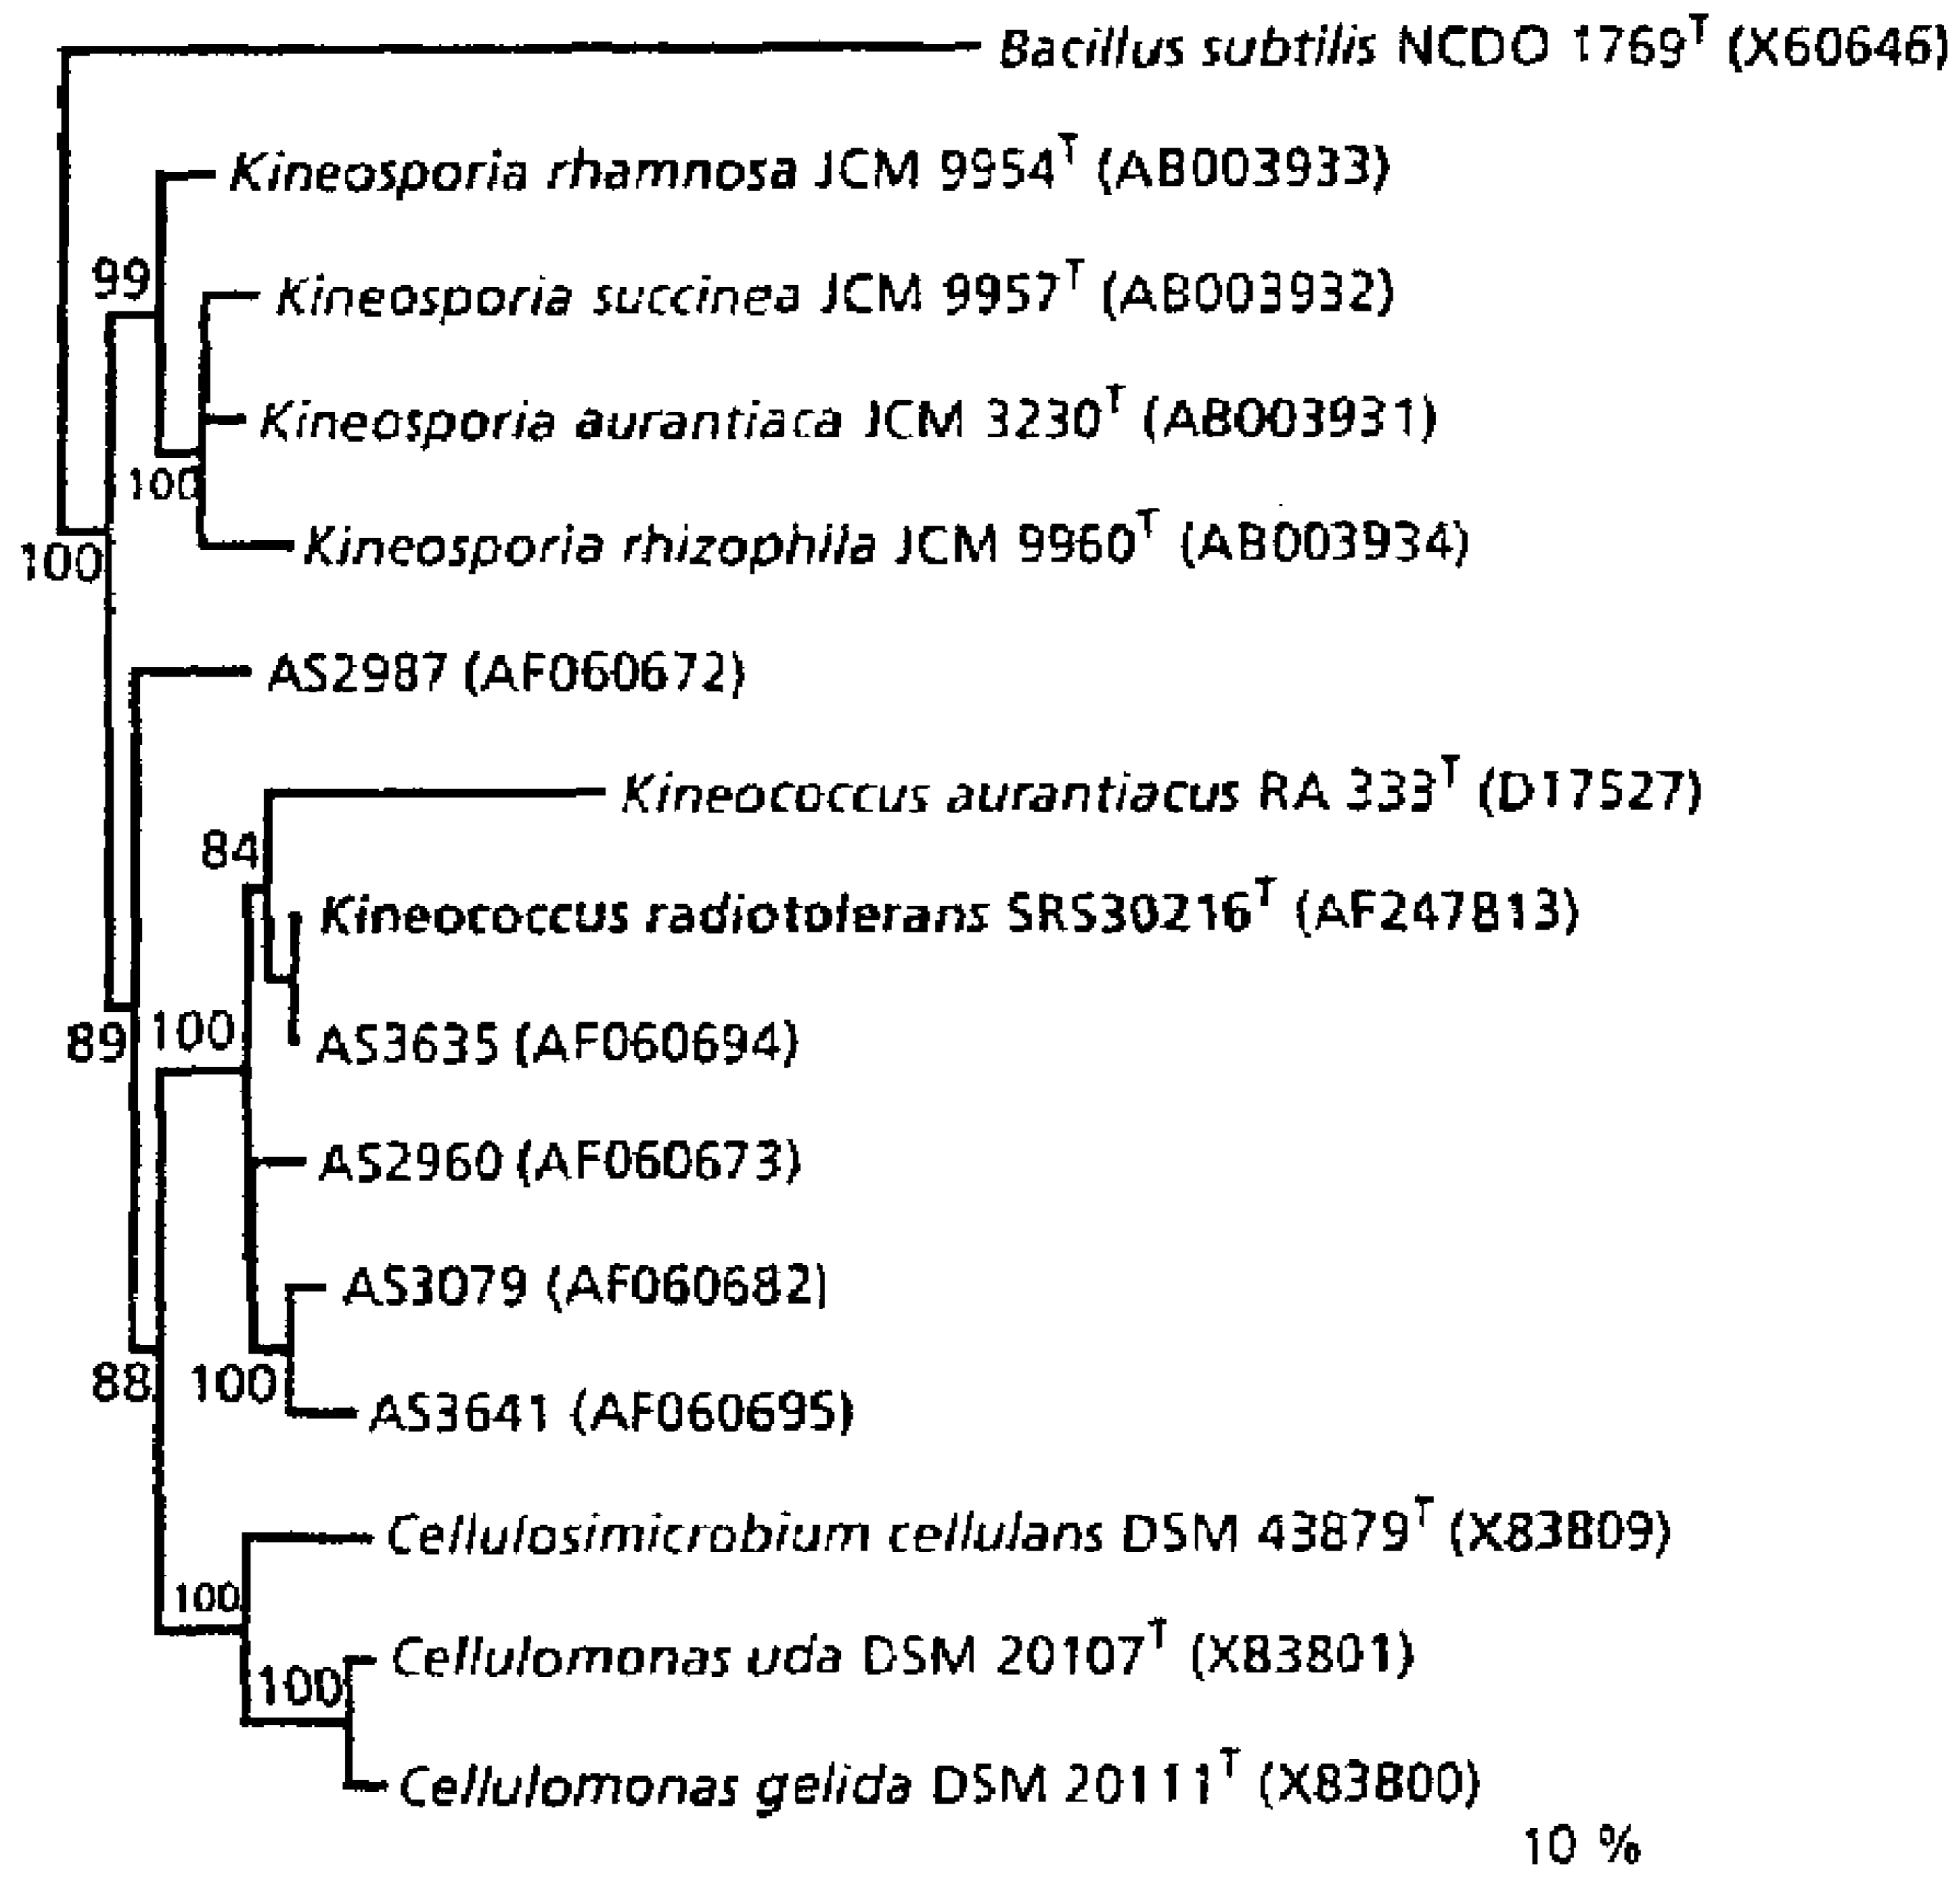 Bacillus subtilis NCDO 1769T (X60646)
Kineosporia rhamnosa JCM 9954T (AB003933)
99
Kineosporia succinea JCM 9957T (AB003932)
Kineosporia aurantiaca JCM 3230T (AB003931)
100
Kineosporia rhizophila JCM 9960T (AB003934)
100
AS2987 (AF060672)
Kineococcus aurantiacus RA 333T (D17527)
84
Kineococcus radiotolerans SRS30216T (AF247813)
89 100
AS3635 (AF060694)
AS2960 (AF060673)
AS3079 (AF060682)
88 100
AS3641 (AF060695)
Cellulosimicrobium cellulans DSM 43879T (X83809)
100
Cellulomonas uda DSM 20107T (X83801)
100
Cellulomonas gelida DSM 20111T (X83800)
10 %